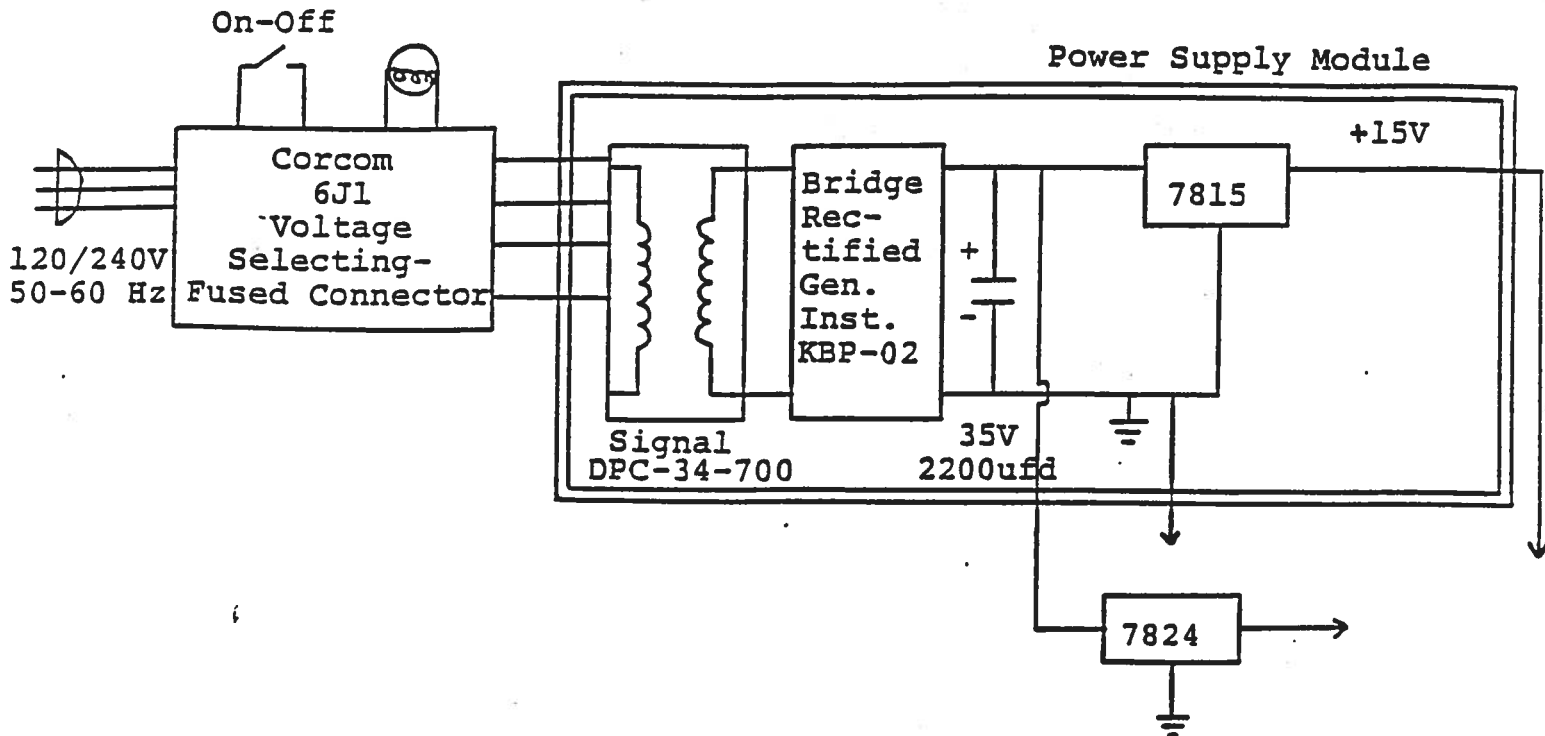 On-Off
Power Supply Module
+15V
Corcom
6J1
Voltage
Selecting-
Fused Connector
120/240V
50-60 Hz
Bridge
Rec-
tified
Gen.
Inst.
KBP-02
+
-
7815
Signal
DPC-34-700
35V
2200ufd
7824